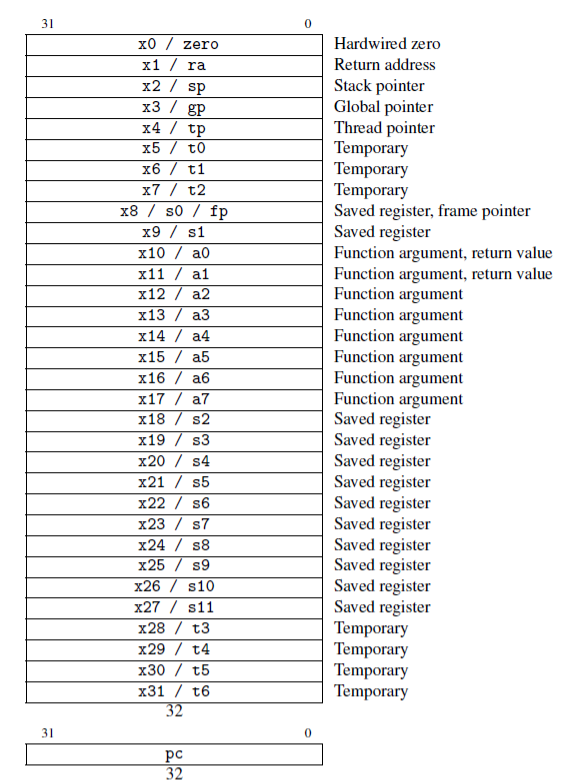 31 0
x0 / zero Hardwired zero
x1 / ra Return address
x2 / sp Stack pointer
x3 / gp Global pointer
x4 / tp Thread pointer
x5 / t0 Temporary
x6 / t1 Temporary
x7 / t2 Temporary
x8 / s0 / fp Saved register, frame pointer
x9 / s1 Saved register
x10 / a0 Function argument, return value
x11 / a1 Function argument, return value
x12 / a2 Function argument
x13 / a3 Function argument
x14 / a4 Function argument
x15 / a5 Function argument
x16 / a6 Function argument
x17 / a7 Function argument
x18 / s2 Saved register
x19 / s3 Saved register
x20 / s4 Saved register
x21 / s5 Saved register
x22 / s6 Saved register
x23 / s7 Saved register
x24 / s8 Saved register
x25 / s9 Saved register
x26 / s10 Saved register
x27 / s11 Saved register
x28 / t3 Temporary
x29 / t4 Temporary
x30 / t5 Temporary
x31 / t6 Temporary
32
31 0
pc
32